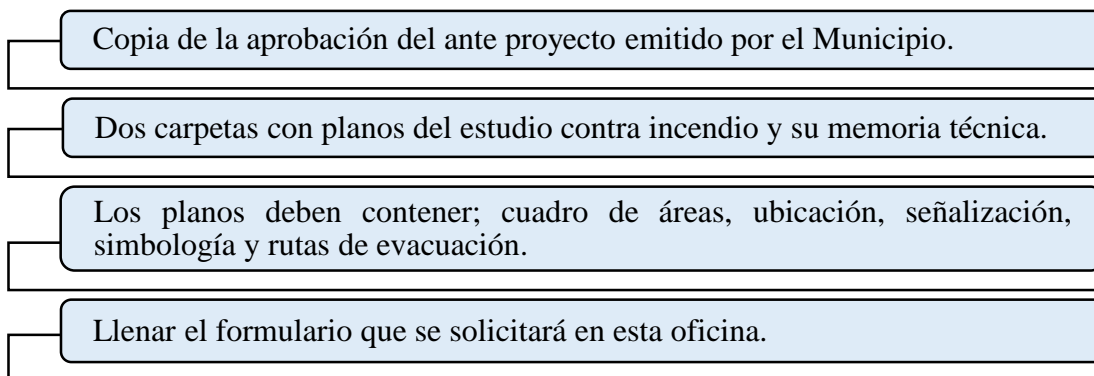 Copia de la aprobación del ante proyecto emitido por el Municipio.
Dos carpetas con planos del estudio contra incendio y su memoria técnica.
Los planos deben contener; cuadro de áreas, ubicación, señalización,
simbología y rutas de evacuación.
Llenar el formulario que se solicitará en esta oficina.